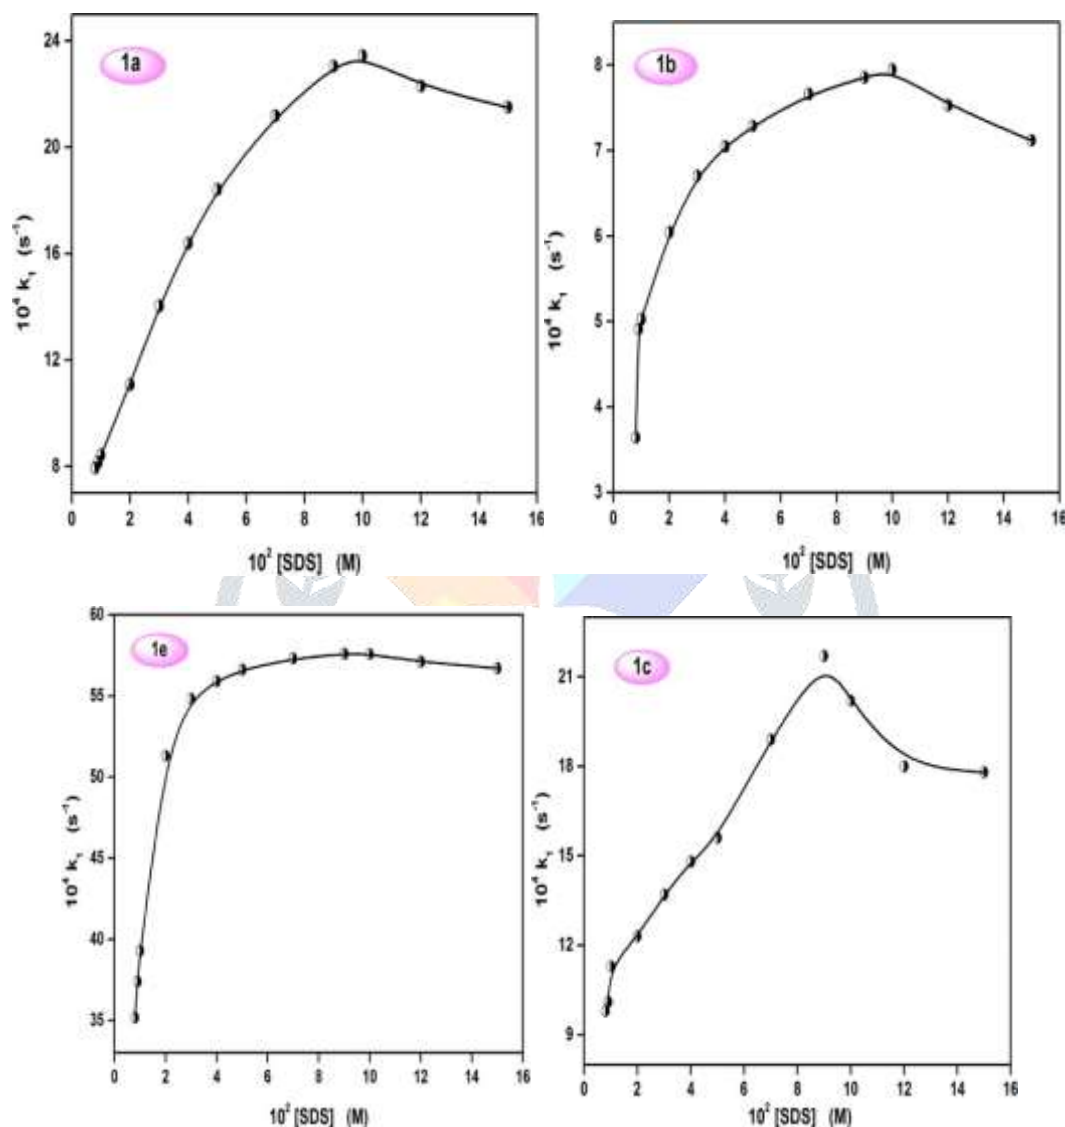 1a
24
20
16
12
8
10⁴ k₁ (s⁻¹)
0 2 4 6 8 10 12 14 16
10² [SDS] (M)
1b
8
7
6
5
4
3
10⁴ k₁ (s⁻¹)
0 2 4 6 8 10 12 14 16
10² [SDS] (M)
1e
60
55
50
45
40
35
10⁴ k₁ (s⁻¹)
0 2 4 6 8 10 12 14 16
10² [SDS] (M)
1c
21
18
15
12
9
10⁴ k₁ (s⁻¹)
0 2 4 6 8 10 12 14 16
10² [SDS] (M)